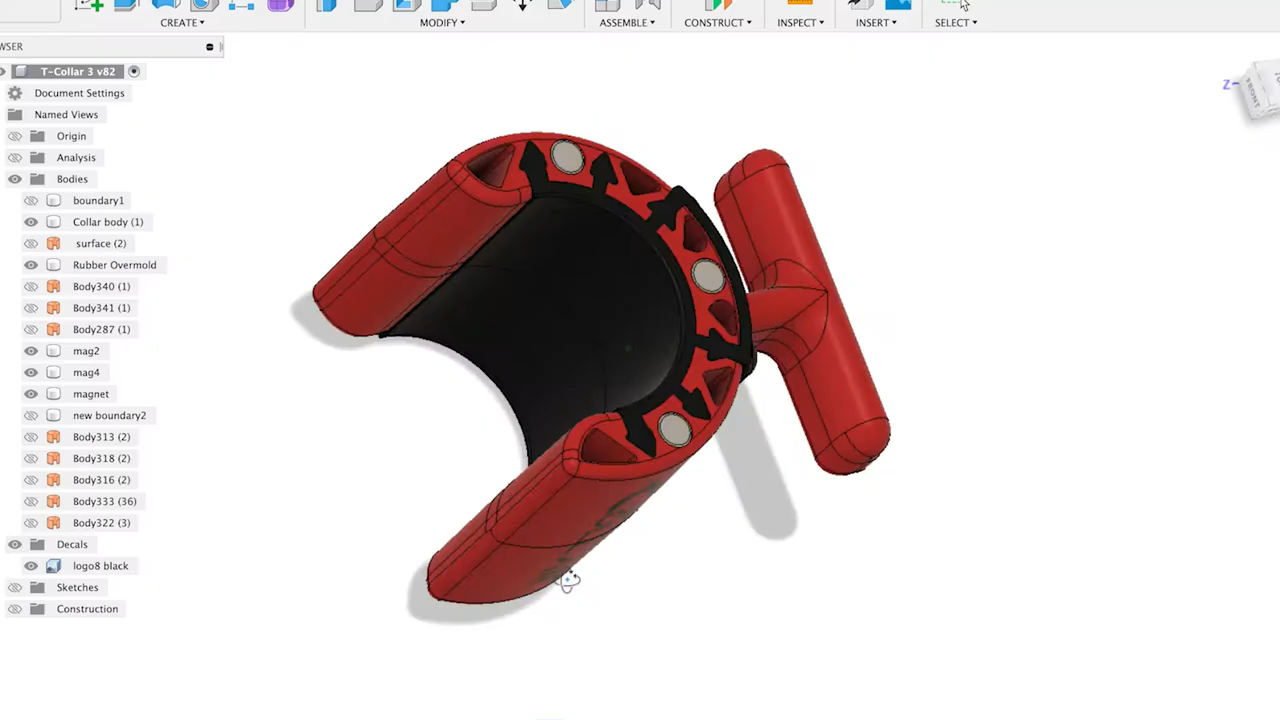 CREATE▾
MODIFY▾
ASSEMBLE▾
CONSTRUCT▾
INSPECT▾
INSERT▾
SELECT▾
WSER
T-Collar 3 v82
Document Settings
Named Views
Origin
Analysis
Bodies
boundary1
Collar body (1)
surface (2)
Rubber Overmold
Body340 (1)
Body341 (1)
Body287 (1)
mag2
mag4
magnet
new boundary2
Body313 (2)
Body318 (2)
Body316 (2)
Body333 (36)
Body322 (3)
Decals
logo8 black
Sketches
Construction
Z